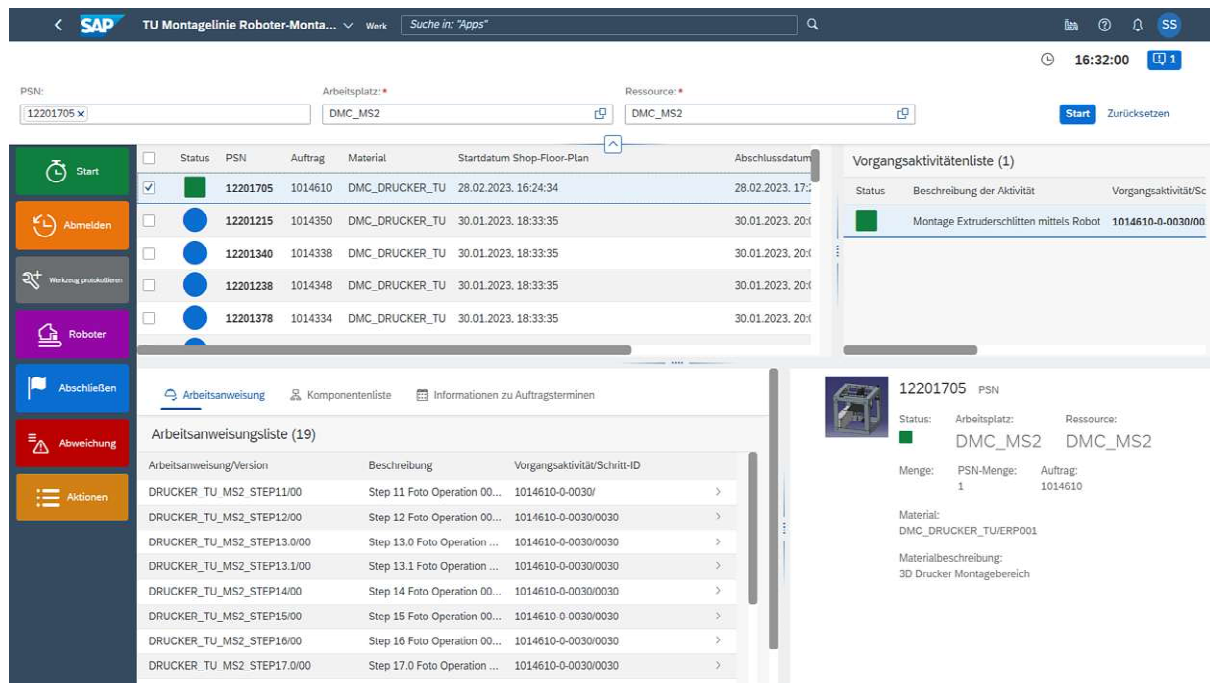 SAP TU Montagelinie Roboter-Monta... Werk Suche in: "Apps" SS
16:32:00 1
PSN: Arbeitsplatz: * Ressource: *
12201705 x DMC_MS2 DMC_MS2 Start Zurücksetzen
Start
Abmelden
Werkzeug protokollieren
Roboter
Abschließen
Abweichung
Aktionen
Status PSN Auftrag Material Startdatum Shop-Floor-Plan Abschlussdatum
12201705 1014610 DMC_DRUCKER_TU 28.02.2023, 16:24:34 28.02.2023, 17:2
12201215 1014350 DMC_DRUCKER_TU 30.01.2023, 18:33:35 30.01.2023, 20:0
12201340 1014338 DMC_DRUCKER_TU 30.01.2023, 18:33:35 30.01.2023, 20:0
12201238 1014348 DMC_DRUCKER_TU 30.01.2023, 18:33:35 30.01.2023, 20:0
12201378 1014334 DMC_DRUCKER_TU 30.01.2023, 18:33:35 30.01.2023, 20:0
Vorgangsaktivitätenliste (1)
Status Beschreibung der Aktivität Vorgangsaktivität/Sc
Montage Extruderschlitten mittels Robot 1014610-0-0030/00
Arbeitsanweisung Komponentenliste Informationen zu Auftragsterminen
Arbeitsanweisungsliste (19)
Arbeitsanweisung/Version Beschreibung Vorgangsaktivität/Schritt-ID
DRUCKER_TU_MS2_STEP11/00 Step 11 Foto Operation 00... 1014610-0-0030/
DRUCKER_TU_MS2_STEP12/00 Step 12 Foto Operation 00... 1014610-0-0030/0030
DRUCKER_TU_MS2_STEP13.0/00 Step 13.0 Foto Operation ... 1014610-0-0030/0030
DRUCKER_TU_MS2_STEP13.1/00 Step 13.1 Foto Operation ... 1014610-0-0030/0030
DRUCKER_TU_MS2_STEP14/00 Step 14 Foto Operation 00... 1014610-0-0030/0030
DRUCKER_TU_MS2_STEP15/00 Step 15 Foto Operation 00... 1014610-0-0030/0030
DRUCKER_TU_MS2_STEP16/00 Step 16 Foto Operation 00... 1014610-0-0030/0030
DRUCKER_TU_MS2_STEP17.0/00 Step 17.0 Foto Operation ... 1014610-0-0030/0030
12201705 PSN
Status: Arbeitsplatz: Ressource:
DMC_MS2 DMC_MS2
Menge: PSN-Menge: Auftrag:
1 1014610
Material:
DMC_DRUCKER_TU/ERP001
Materialbeschreibung:
3D Drucker Montagebereich